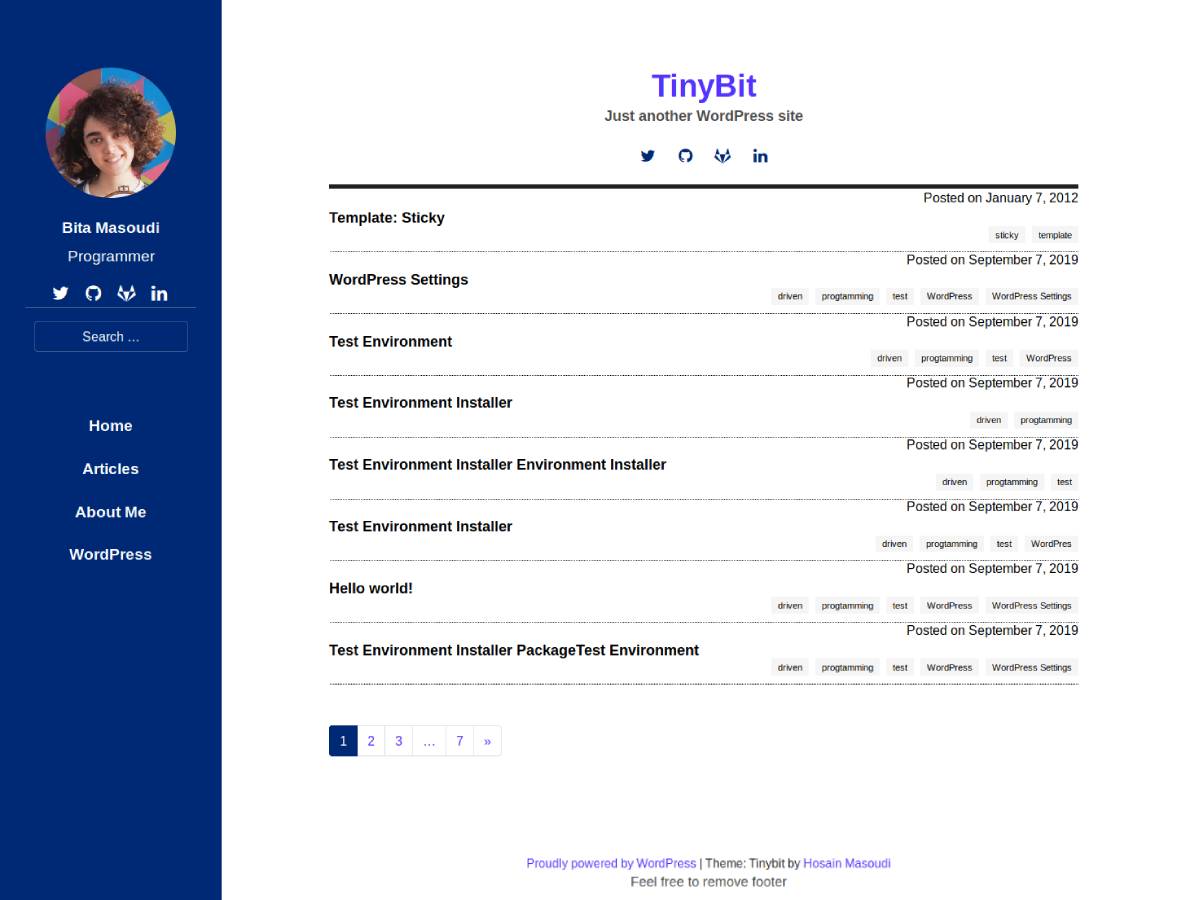 Bita Masoudi
Programmer
Search …
Home
Articles
About Me
WordPress
TinyBit
Just another WordPress site
Posted on January 7, 2012
Template: Sticky
sticky template
Posted on September 7, 2019
WordPress Settings
driven progtamming test WordPress WordPress Settings
Posted on September 7, 2019
Test Environment
driven progtamming test WordPress
Posted on September 7, 2019
Test Environment Installer
driven progtamming
Posted on September 7, 2019
Test Environment Installer Environment Installer
driven progtamming test
Posted on September 7, 2019
Test Environment Installer
driven progtamming test WordPres
Posted on September 7, 2019
Hello world!
driven progtamming test WordPress WordPress Settings
Posted on September 7, 2019
Test Environment Installer PackageTest Environment
driven progtamming test WordPress WordPress Settings
1 2 3 … 7 »
Proudly powered by WordPress | Theme: Tinybit by Hosain Masoudi
Feel free to remove footer